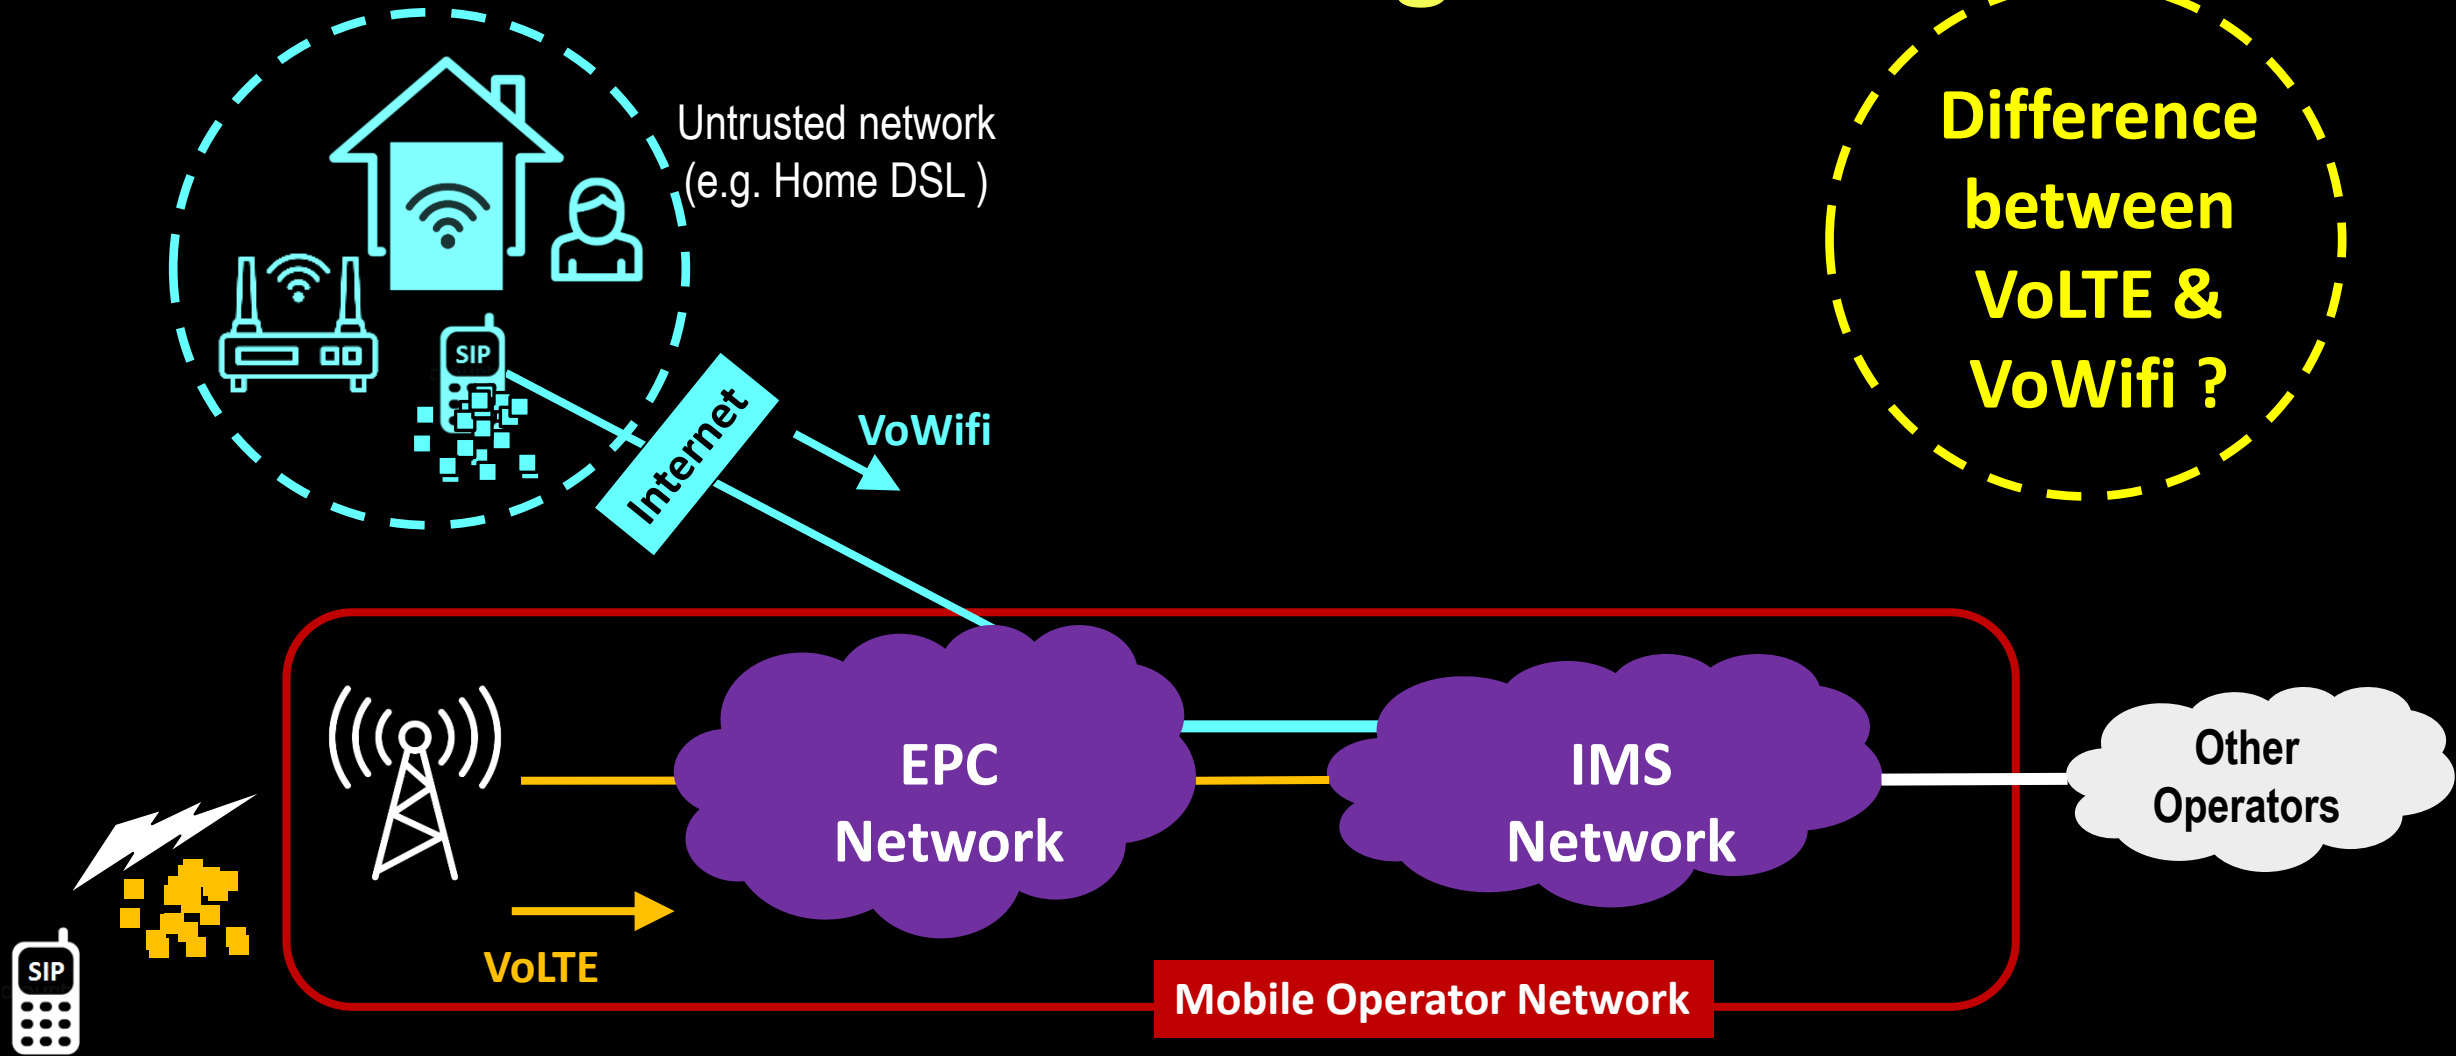 Untrusted network
(e.g. Home DSL )
Difference
between
VoLTE &
VoWifi ?
SIP
Internet
VoWifi
EPC
Network
IMS
Network
Other
Operators
SIP
VoLTE
Mobile Operator Network